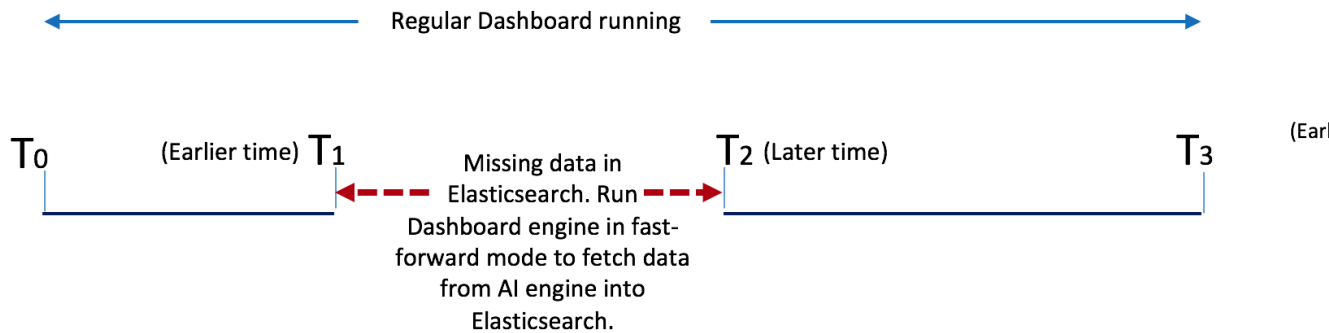 Regular Dashboard running
T0
(Earlier time) T1
Missing data in
Elasticsearch. Run
Dashboard engine in fast-
forward mode to fetch data
from AI engine into
Elasticsearch.
T2 (Later time)
T3